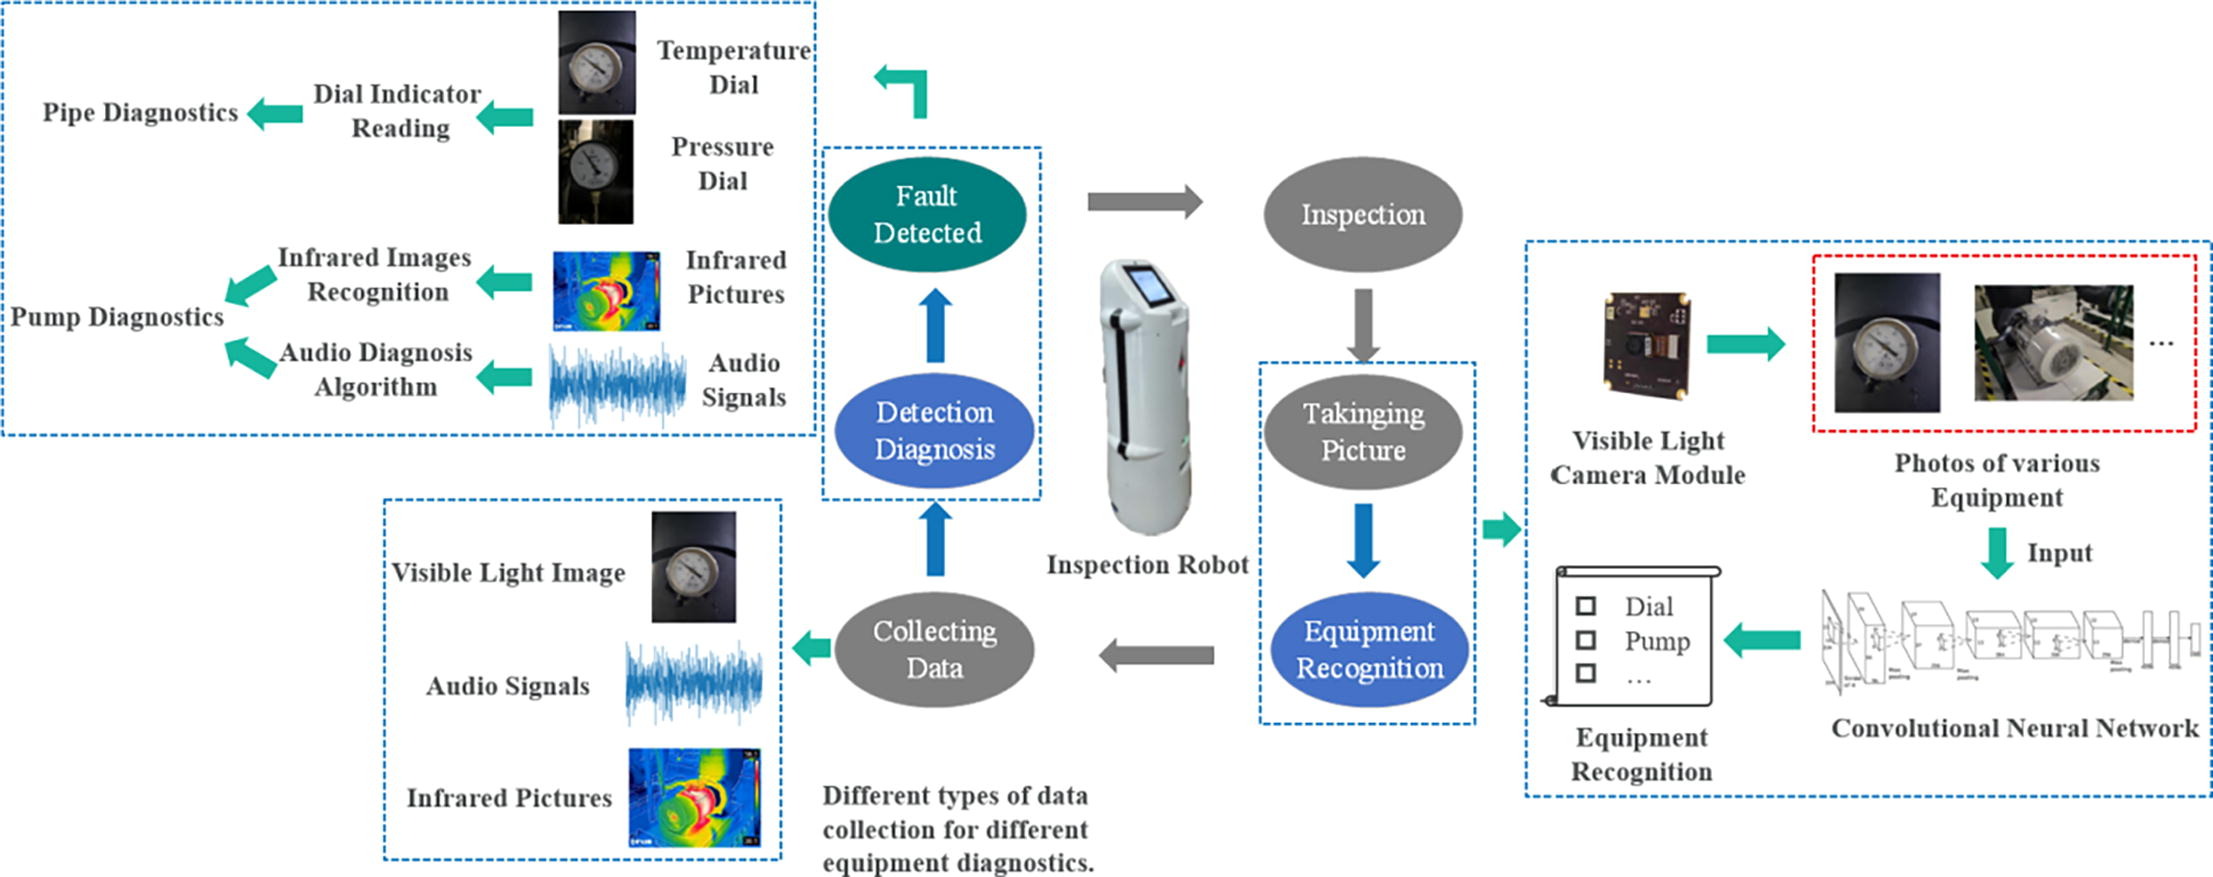 Temperature
Dial
Pressure
Dial
Dial Indicator
Reading
Pipe Diagnostics
Infrared
Pictures
Infrared Images
Recognition
Pump Diagnostics
Audio
Signals
Audio Diagnosis
Algorithm
Fault
Detected
Detection
Diagnosis
Collecting
Data
Inspection
Takinging
Picture
Equipment
Recognition
Inspection Robot
Visible Light Image
Audio Signals
Infrared Pictures
Different types of data
collection for different
equipment diagnostics.
Visible Light
Camera Module
...
Photos of various
Equipment
Input
Convolutional Neural Network
Dial
Pump
...
Equipment
Recognition